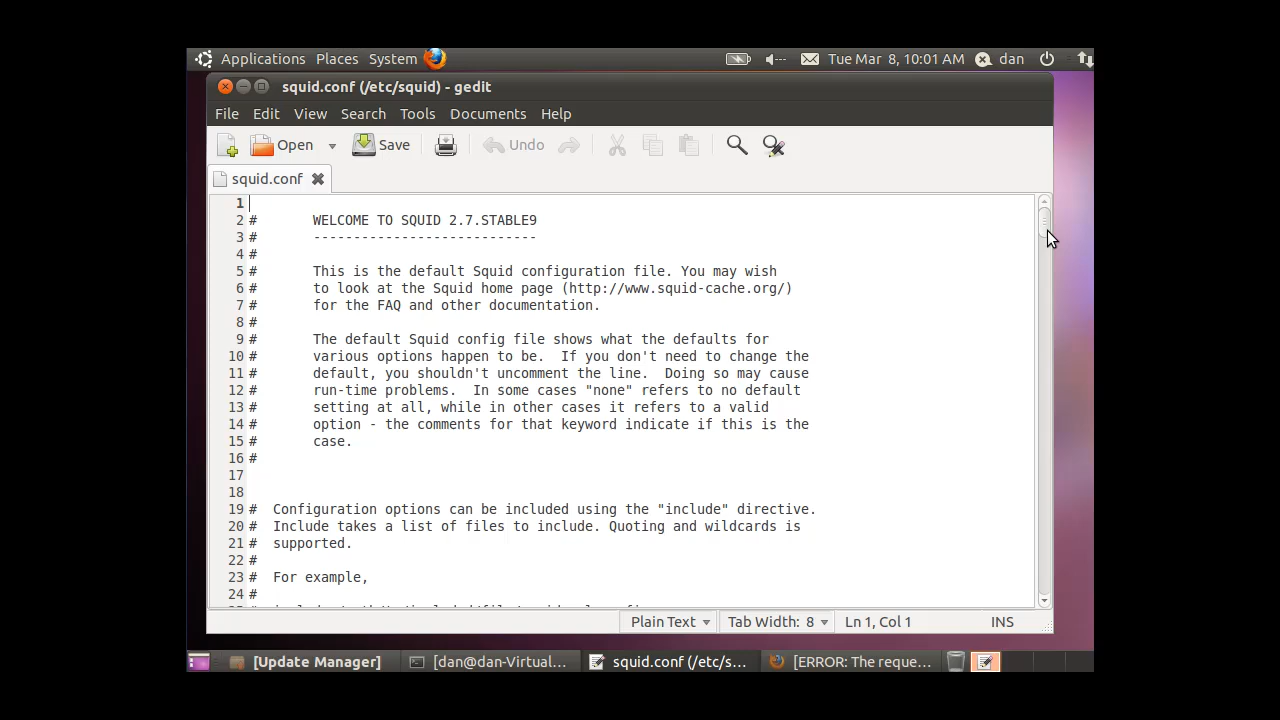 Applications Places System Tue Mar 8, 10:01 AM dan
squid.conf (/etc/squid) - gedit
File Edit View Search Tools Documents Help
Open Save Undo
squid.conf
1
2 # WELCOME TO SQUID 2.7.STABLE9
3 # ----------------------------
4 #
5 # This is the default Squid configuration file. You may wish
6 # to look at the Squid home page (http://www.squid-cache.org/)
7 # for the FAQ and other documentation.
8 #
9 # The default Squid config file shows what the defaults for
10 # various options happen to be.  If you don't need to change the
11 # default, you shouldn't uncomment the line.  Doing so may cause
12 # run-time problems.  In some cases "none" refers to no default
13 # setting at all, while in other cases it refers to a valid
14 # option - the comments for that keyword indicate if this is the
15 # case.
16 #
17
18
19 #  Configuration options can be included using the "include" directive.
20 #  Include takes a list of files to include. Quoting and wildcards is
21 #  supported.
22 #
23 #  For example,
24 #
Plain Text Tab Width: 8 Ln 1, Col 1 INS
[Update Manager] [dan@dan-Virtual... squid.conf (/etc/s... [ERROR: The reque...